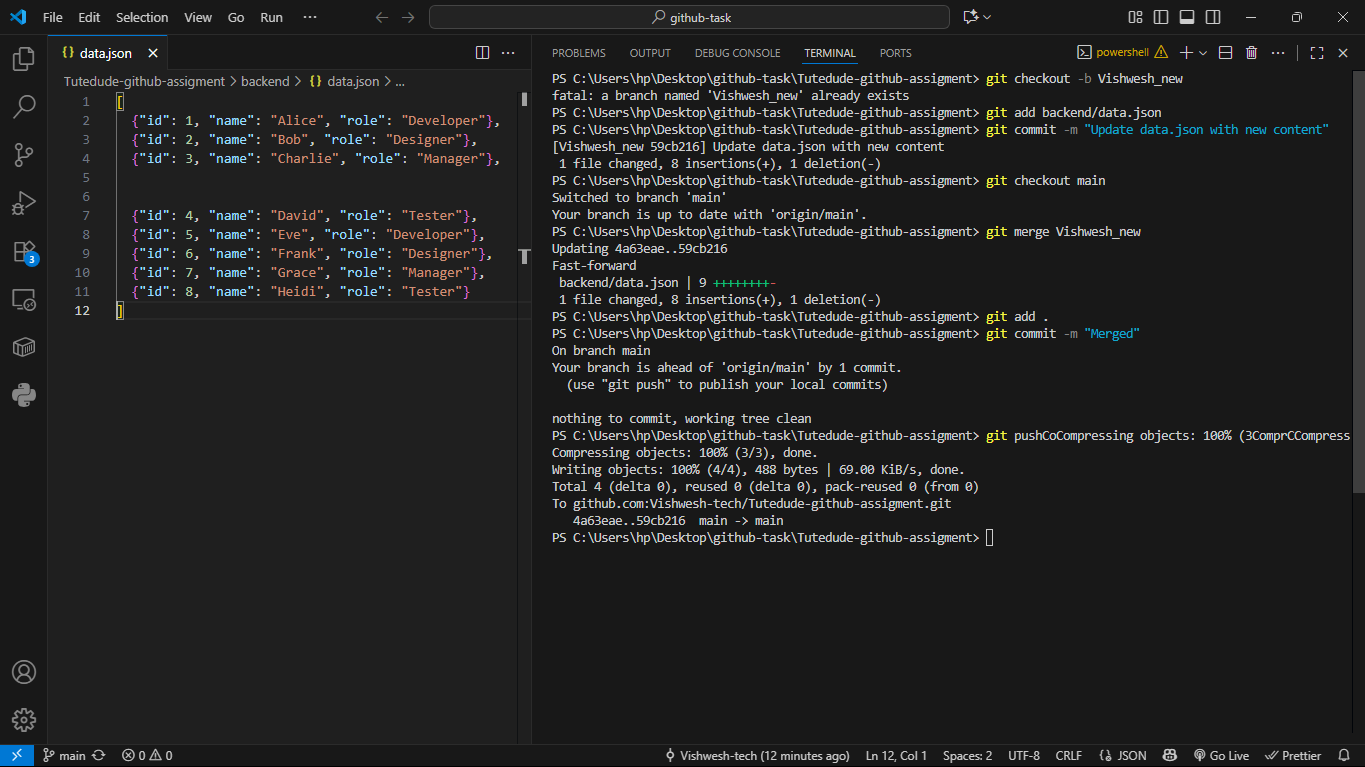 File Edit Selection View Go Run ···
github-task
data.json
Tutedude-github-assigment > backend > {} data.json > ...
1 [
2 {"id": 1, "name": "Alice", "role": "Developer"},
3 {"id": 2, "name": "Bob", "role": "Designer"},
4 {"id": 3, "name": "Charlie", "role": "Manager"},
5
6
7 {"id": 4, "name": "David", "role": "Tester"},
8 {"id": 5, "name": "Eve", "role": "Developer"},
9 {"id": 6, "name": "Frank", "role": "Designer"},
10 {"id": 7, "name": "Grace", "role": "Manager"},
11 {"id": 8, "name": "Heidi", "role": "Tester"}
12 ]
3
PROBLEMS OUTPUT DEBUG CONSOLE TERMINAL PORTS
powershell
PS C:\Users\hp\Desktop\github-task\Tutedude-github-assigment> git checkout -b Vishwesh_new
fatal: a branch named 'Vishwesh_new' already exists
PS C:\Users\hp\Desktop\github-task\Tutedude-github-assigment> git add backend/data.json
PS C:\Users\hp\Desktop\github-task\Tutedude-github-assigment> git commit -m "Update data.json with new content"
[Vishwesh_new 59cb216] Update data.json with new content
1 file changed, 8 insertions(+), 1 deletion(-)
PS C:\Users\hp\Desktop\github-task\Tutedude-github-assigment> git checkout main
Switched to branch 'main'
Your branch is up to date with 'origin/main'.
PS C:\Users\hp\Desktop\github-task\Tutedude-github-assigment> git merge Vishwesh_new
Updating 4a63eae..59cb216
Fast-forward
backend/data.json | 9 ++++++++-
1 file changed, 8 insertions(+), 1 deletion(-)
PS C:\Users\hp\Desktop\github-task\Tutedude-github-assigment> git add .
PS C:\Users\hp\Desktop\github-task\Tutedude-github-assigment> git commit -m "Merged"
On branch main
Your branch is ahead of 'origin/main' by 1 commit.
(use "git push" to publish your local commits)
nothing to commit, working tree clean
PS C:\Users\hp\Desktop\github-task\Tutedude-github-assigment> git pushCoCompressing objects: 100% (3ComprCCompress
Compressing objects: 100% (3/3), done.
Writing objects: 100% (4/4), 488 bytes | 69.00 KiB/s, done.
Total 4 (delta 0), reused 0 (delta 0), pack-reused 0 (from 0)
To github.com:Vishwesh-tech/Tutedude-github-assigment.git
4a63eae..59cb216 main -> main
PS C:\Users\hp\Desktop\github-task\Tutedude-github-assigment>
main 0 0 Vishwesh-tech (12 minutes ago) Ln 12, Col 1 Spaces: 2 UTF-8 CRLF {} JSON Go Live Prettier